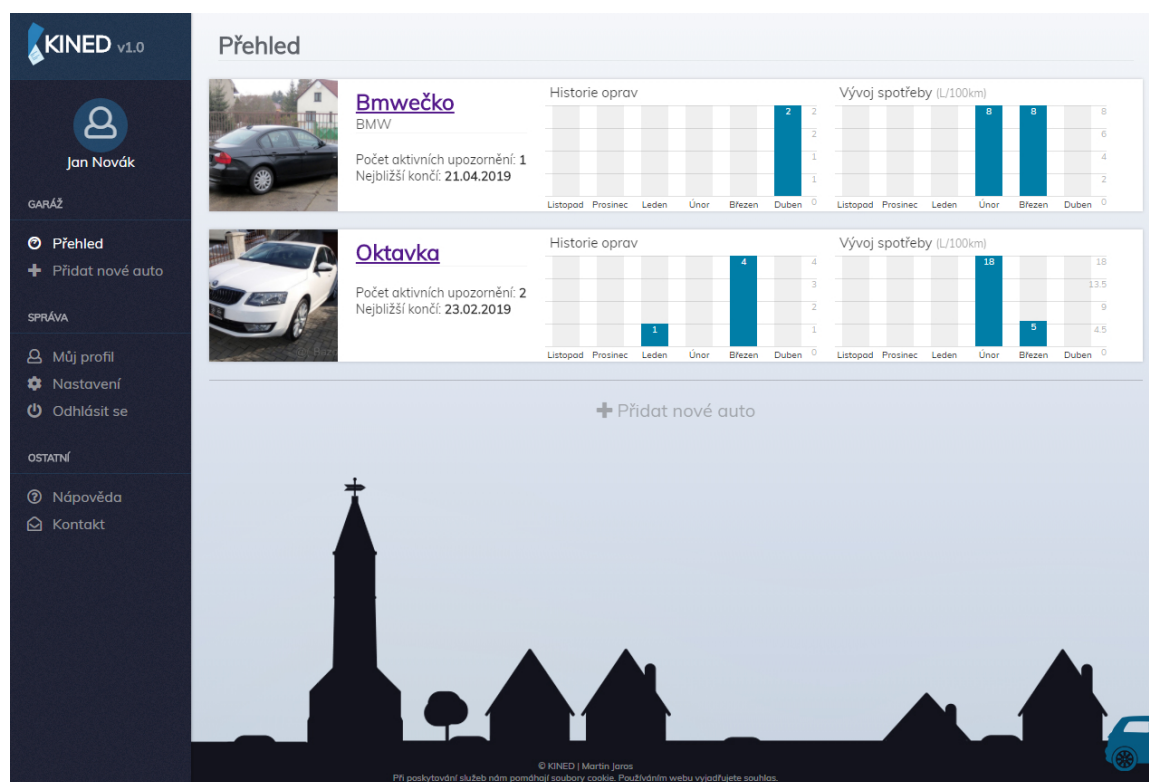 KINED v1.0
Jan Novák
GARÁŽ
Přehled
Přidat nové auto
SPRÁVA
Můj profil
Nastavení
Odhlásit se
OSTATNÍ
Nápověda
Kontakt
Přehled
Bmwečko
BMW
Počet aktivních upozornění: 1
Nejbližší končí: 21.04.2019
Historie oprav
2
2
2
1
1
0
Listopad Prosinec Leden Únor Březen Duben
Vývoj spotřeby (L/100km)
8 8
8
6
4
2
0
Listopad Prosinec Leden Únor Březen Duben
Oktavka
Počet aktivních upozornění: 2
Nejbližší končí: 23.02.2019
Historie oprav
4
1
4
3
2
1
0
Listopad Prosinec Leden Únor Březen Duben
Vývoj spotřeby (L/100km)
18
5
18
13.5
9
4.5
0
Listopad Prosinec Leden Únor Březen Duben
Přidat nové auto
© KINED | Martin Jaros
Při poskytování služeb nám pomáhají soubory cookie. Používáním webu vyjadřujete souhlas.